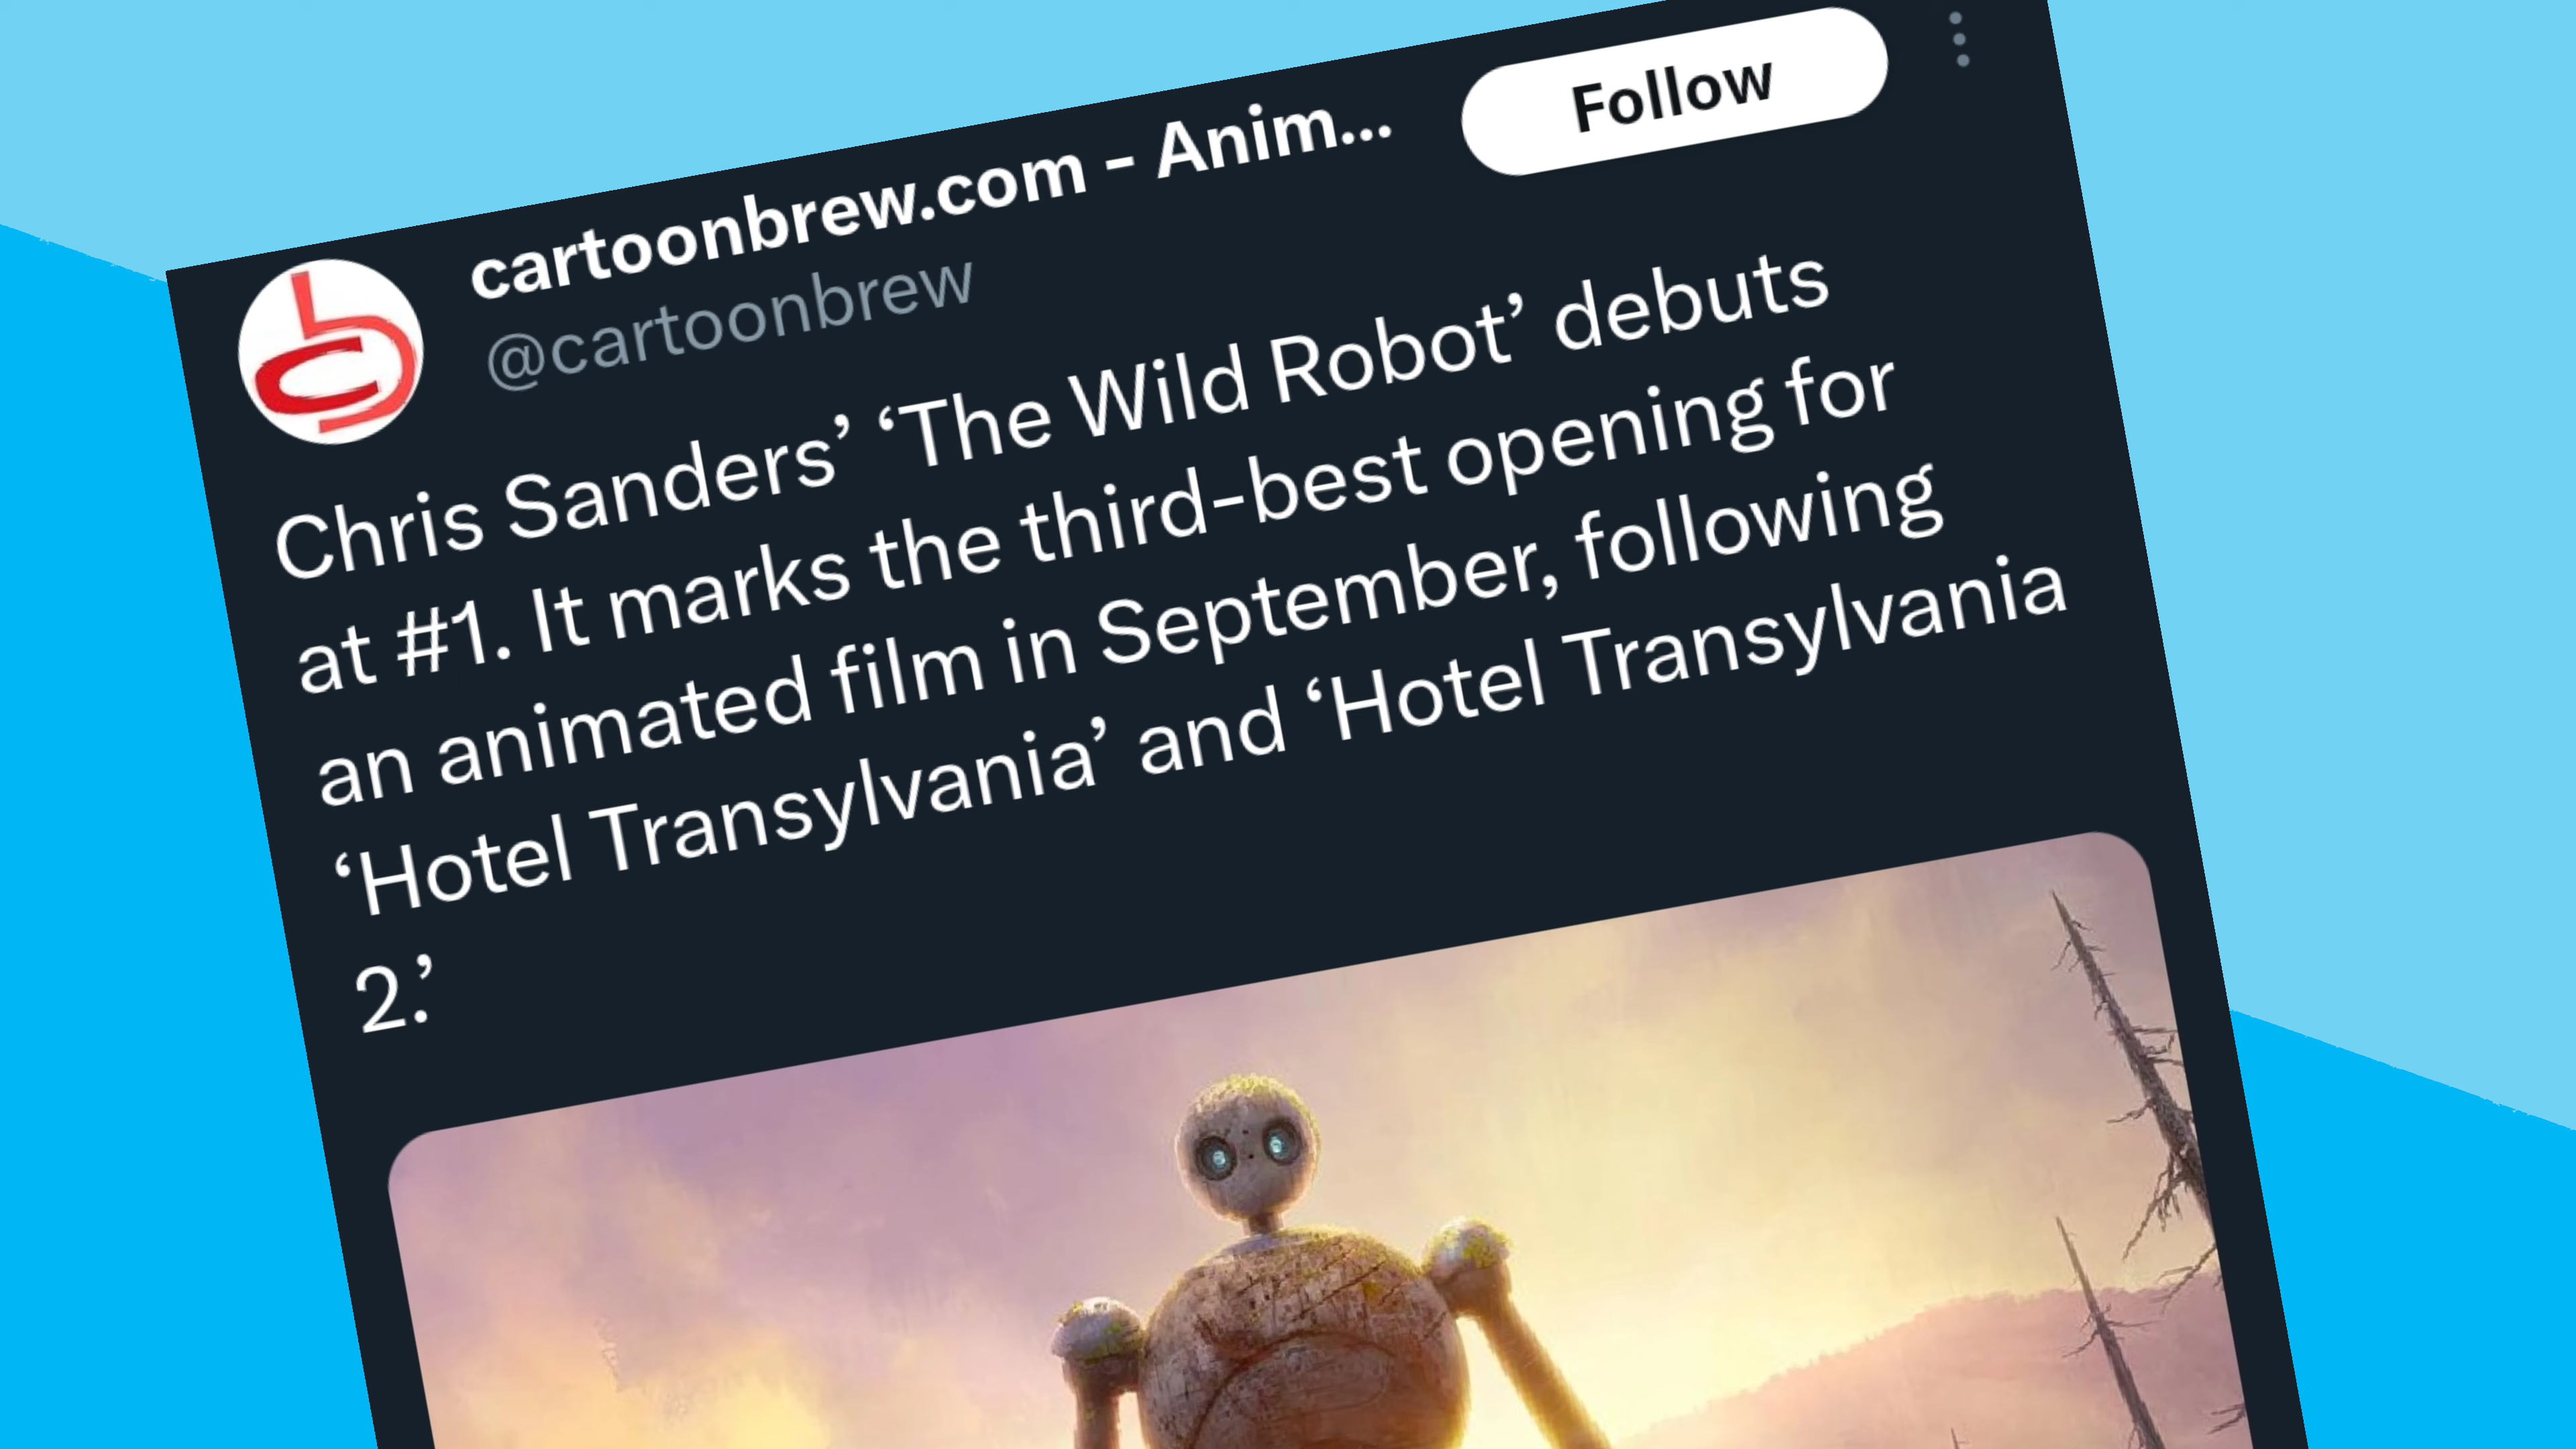 cartoonbrew.com - Anim...
Follow
@cartoonbrew
Chris Sanders’ ‘The Wild Robot’ debuts
at #1. It marks the third-best opening for
an animated film in September, following
‘Hotel Transylvania’ and ‘Hotel Transylvania
2.’